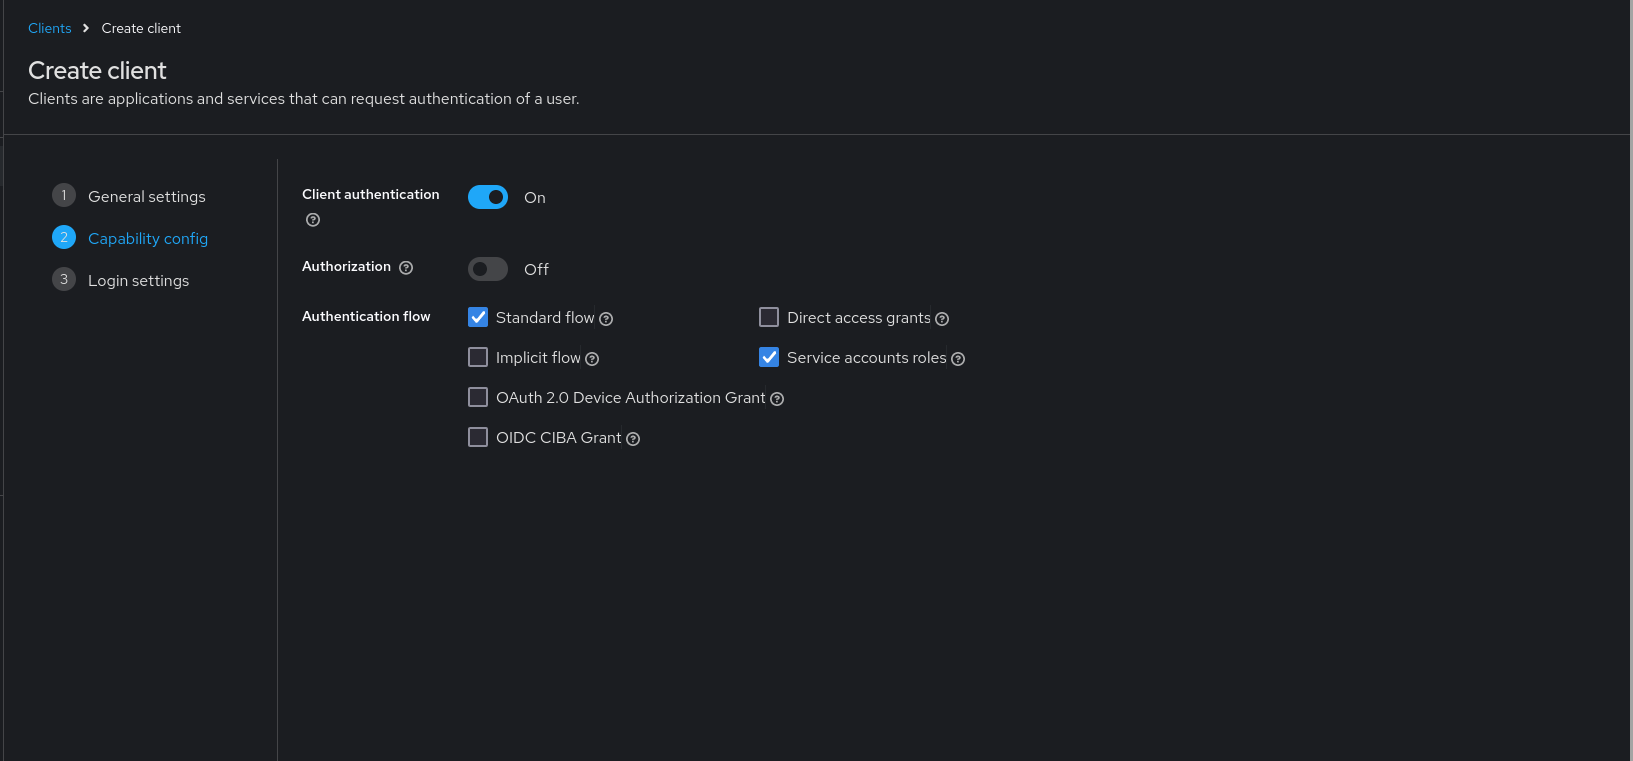 Clients > Create client
Create client
Clients are applications and services that can request authentication of a user.
1 General settings
2 Capability config
3 Login settings
Client authentication On
Authorization Off
Authentication flow Standard flow Direct access grants
Implicit flow Service accounts roles
OAuth 2.0 Device Authorization Grant
OIDC CIBA Grant